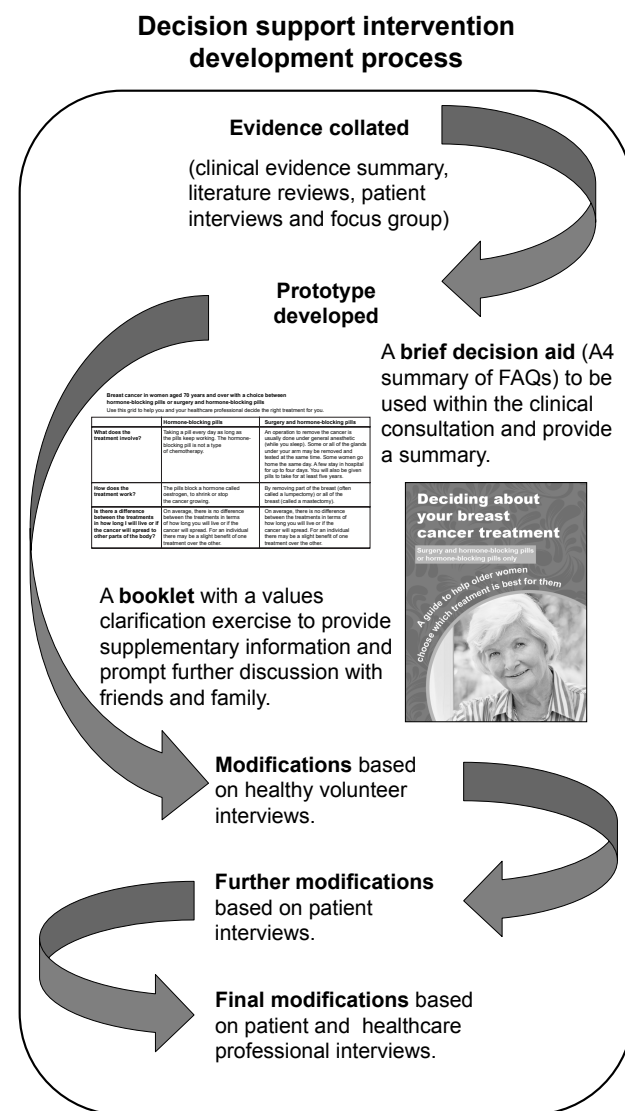 Decision support intervention
development process
Evidence collated
(clinical evidence summary,
literature reviews, patient
interviews and focus group)
Prototype
developed
A brief decision aid (A4
summary of FAQs) to be
used within the clinical
consultation and provide
a summary.
Breast cancer in women aged 70 years and over with a choice between
hormone-blocking pills or surgery and hormone-blocking pills
Use this grid to help you and your healthcare professional decide the right treatment for you.
Hormone-blocking pills
Surgery and hormone-blocking pills
What does the
treatment involve?
Taking a pill every day as long as
the pills keep working. The hormone-
blocking pill is not a type
of chemotherapy.
An operation to remove the cancer is
usually done under general anesthetic
(while you sleep). Some or all of the glands
under your arm may be removed and
tested at the same time. Some women go
home the same day. A few stay in hospital
for up to four days. You will also be given
pills to take for at least five years.
How does the
treatment work?
The pills block a hormone called
oestrogen, to shrink or stop
the cancer growing.
By removing part of the breast (often
called a lumpectomy) or all of the
breast (called a mastectomy).
Is there a difference
between the treatments
in how long I will live or if
the cancer will spread to
other parts of the body?
On average, there is no difference
between the treatments in terms
of how long you will live or if the
cancer will spread. For an individual
there may be a slight benefit of one
treatment over the other.
On average, there is no difference
between the treatments in terms of
how long you will live or if the
cancer will spread. For an individual
there may be a slight benefit of one
treatment over the other.
Deciding about
your breast
cancer treatment
Surgery and hormone-blocking pills
or hormone-blocking pills only
A guide to help older women
choose which treatment is best for them
A booklet with a values
clarification exercise to provide
supplementary information and
prompt further discussion with
friends and family.
Modifications based
on healthy volunteer
interviews.
Further modifications
based on patient
interviews.
Final modifications based
on patient and  healthcare
professional interviews.